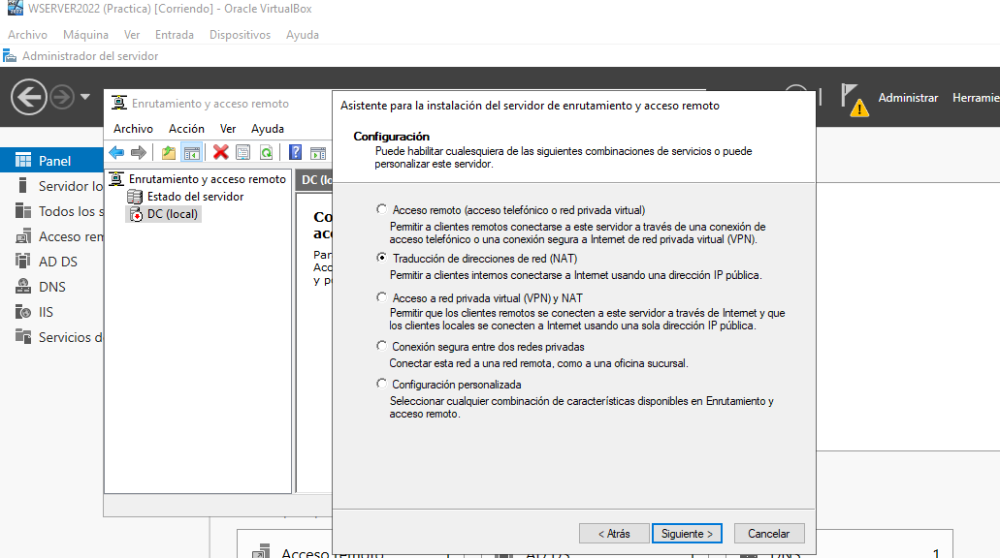 WSERVER2022 (Practica) [Corriendo] - Oracle VirtualBox
Archivo Máquina Ver Entrada Dispositivos Ayuda
Administrador del servidor
Administrar Herramie
Panel
Servidor lo
Todos los s
Acceso rem
AD DS
DNS
IIS
Servicios d
Enrutamiento y acceso remoto
Archivo Acción Ver Ayuda
Enrutamiento y acceso remoto
Estado del servidor
DC (local)
DC (lo
Co
acc
Par
Acc
y p
Asistente para la instalación del servidor de enrutamiento y acceso remoto
Configuración
Puede habilitar cualesquiera de las siguientes combinaciones de servicios o puede
personalizar este servidor.
Acceso remoto (acceso telefónico o red privada virtual)
Permitir a clientes remotos conectarse a este servidor a través de una conexión de
acceso telefónico o una conexión segura a Internet de red privada virtual (VPN).
Traducción de direcciones de red (NAT)
Permitir a clientes internos conectarse a Internet usando una dirección IP pública.
Acceso a red privada virtual (VPN) y NAT
Permitir que los clientes remotos se conecten a este servidor a través de Internet y que
los clientes locales se conecten a Internet usando una sola dirección IP pública.
Conexión segura entre dos redes privadas
Conectar esta red a una red remota, como a una oficina sucursal.
Configuración personalizada
Seleccionar cualquier combinación de características disponibles en Enrutamiento y
acceso remoto.
< Atrás Siguiente > Cancelar
Acceso remoto 1 AD DS 1 DNS 1